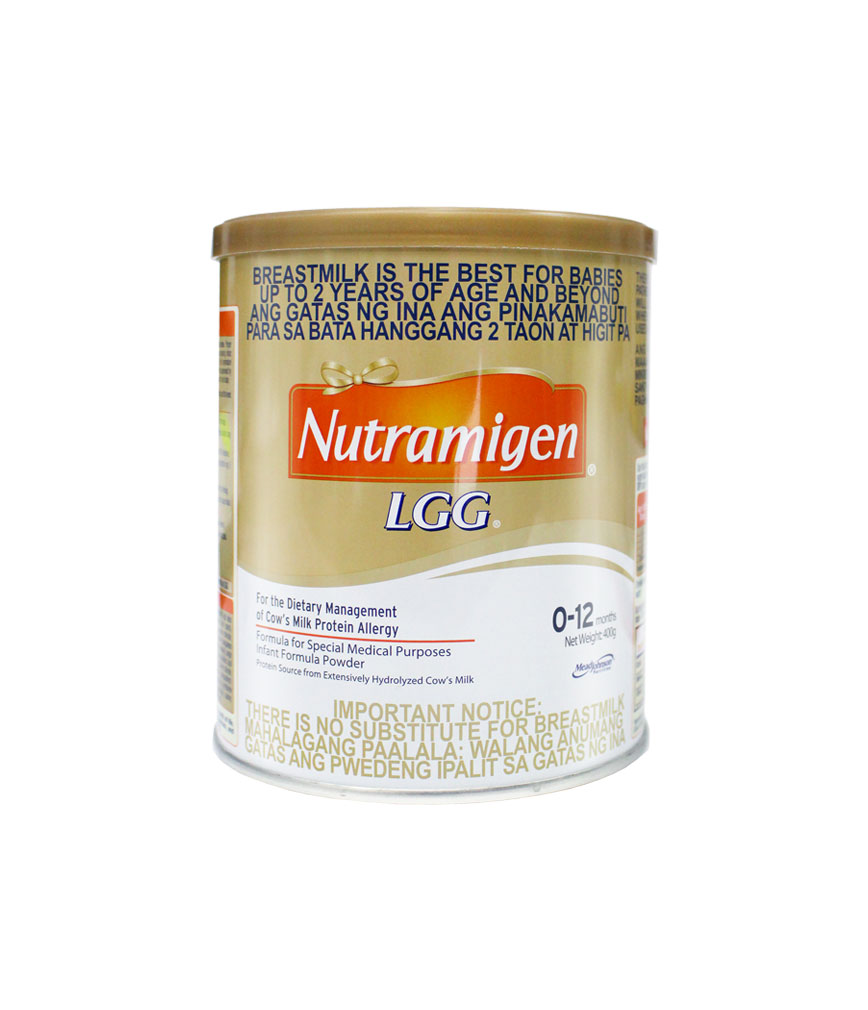 BREASTMILK IS THE BEST FOR BABIES
UP TO 2 YEARS OF AGE AND BEYOND
ANG GATAS NG INA ANG PINAKAMABUTI
PARA SA BATA HANGGANG 2 TAON AT HIGIT PA
Nutramigen®
LGG®
For the Dietary Management
of Cow's Milk Protein Allergy
Formula for Special Medical Purposes
Infant Formula Powder
Protein Source from Extensively Hydrolyzed Cow's Milk
0-12 months
Net Weight: 400g
MeadJohnson
IMPORTANT NOTICE:
THERE IS NO SUBSTITUTE FOR BREASTMILK
MAHALAGANG PAALALA: WALANG ANUMANG
GATAS ANG PWEDENG IPALIT SA GATAS NG INA